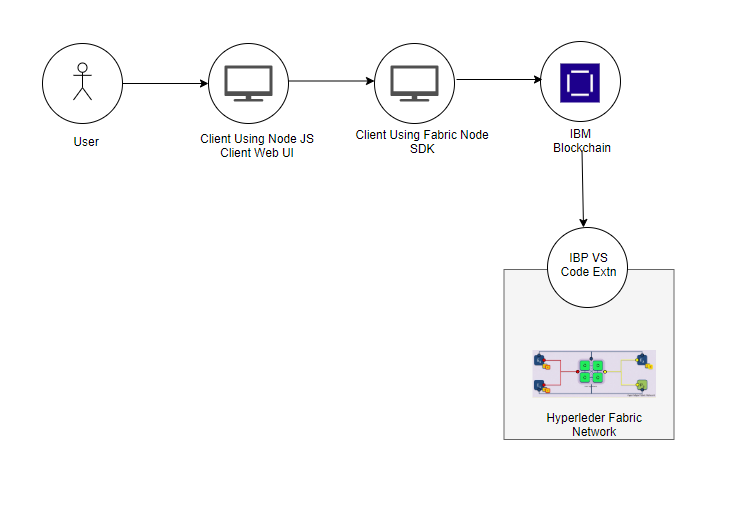 User
Client Using Node JS
Client Web UI
Client Using Fabric Node
SDK
IBM
Blockchain
IBP VS
Code Extn
Hyperleder Fabric
Network